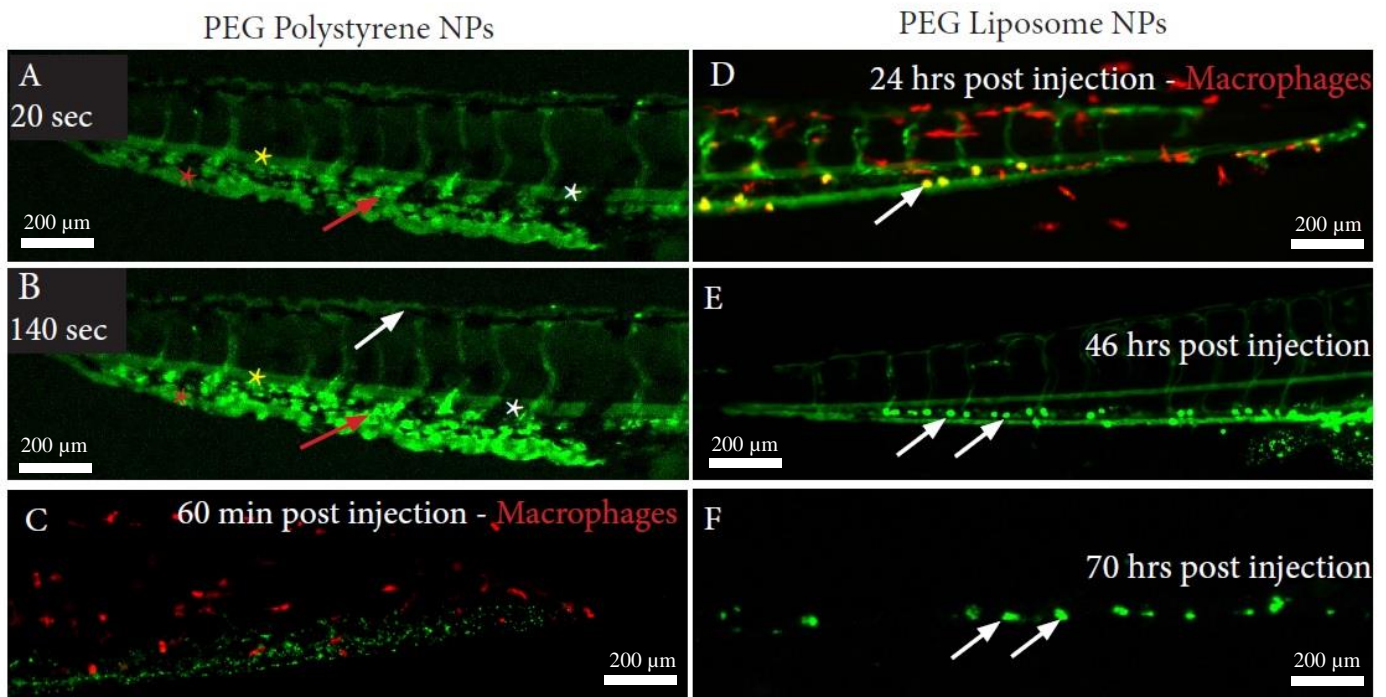 PEG Polystyrene NPs
PEG Liposome NPs
A
20 sec
200 µm
B
140 sec
200 µm
C
60 min post injection - Macrophages
200 µm
D
24 hrs post injection - Macrophages
200 µm
E
46 hrs post injection
200 µm
F
70 hrs post injection
200 µm